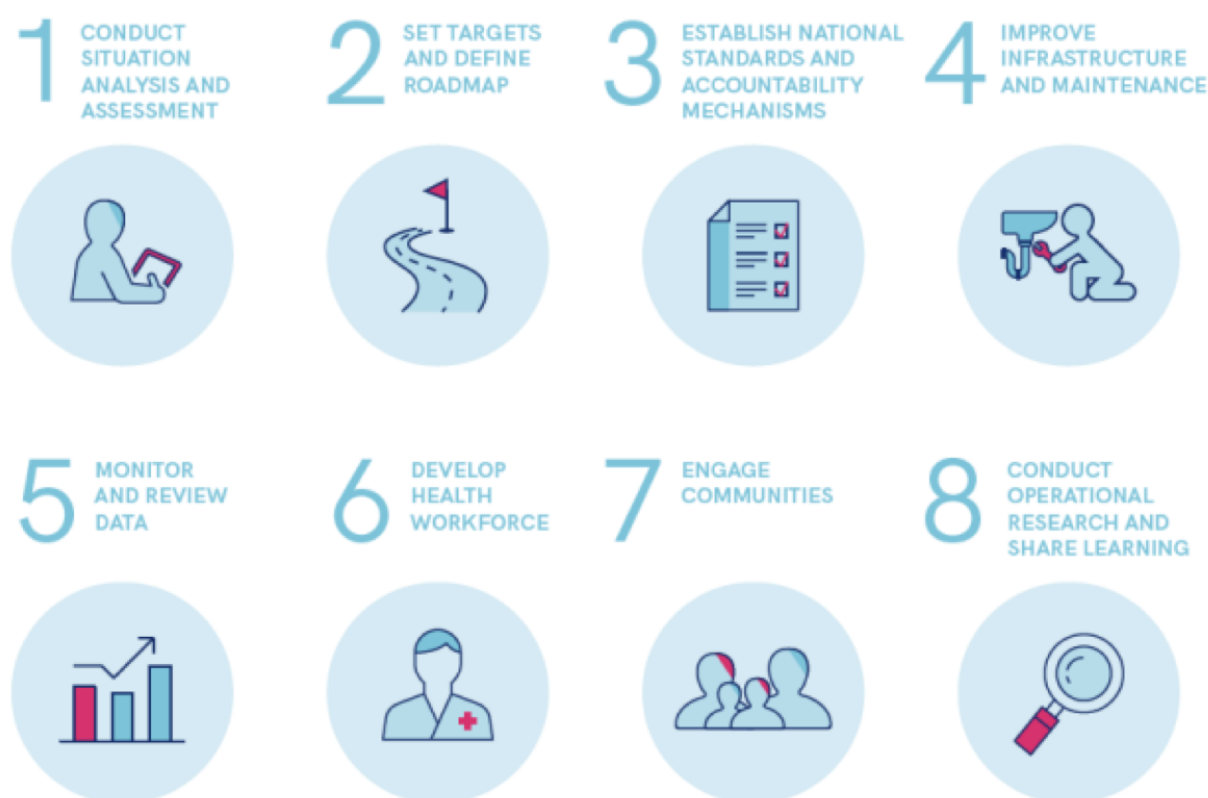 1 CONDUCT
SITUATION
ANALYSIS AND
ASSESSMENT
2 SET TARGETS
AND DEFINE
ROADMAP
3 ESTABLISH NATIONAL
STANDARDS AND
ACCOUNTABILITY
MECHANISMS
4 IMPROVE
INFRASTRUCTURE
AND MAINTENANCE
5 MONITOR
AND REVIEW
DATA
6 DEVELOP
HEALTH
WORKFORCE
7 ENGAGE
COMMUNITIES
8 CONDUCT
OPERATIONAL
RESEARCH AND
SHARE LEARNING